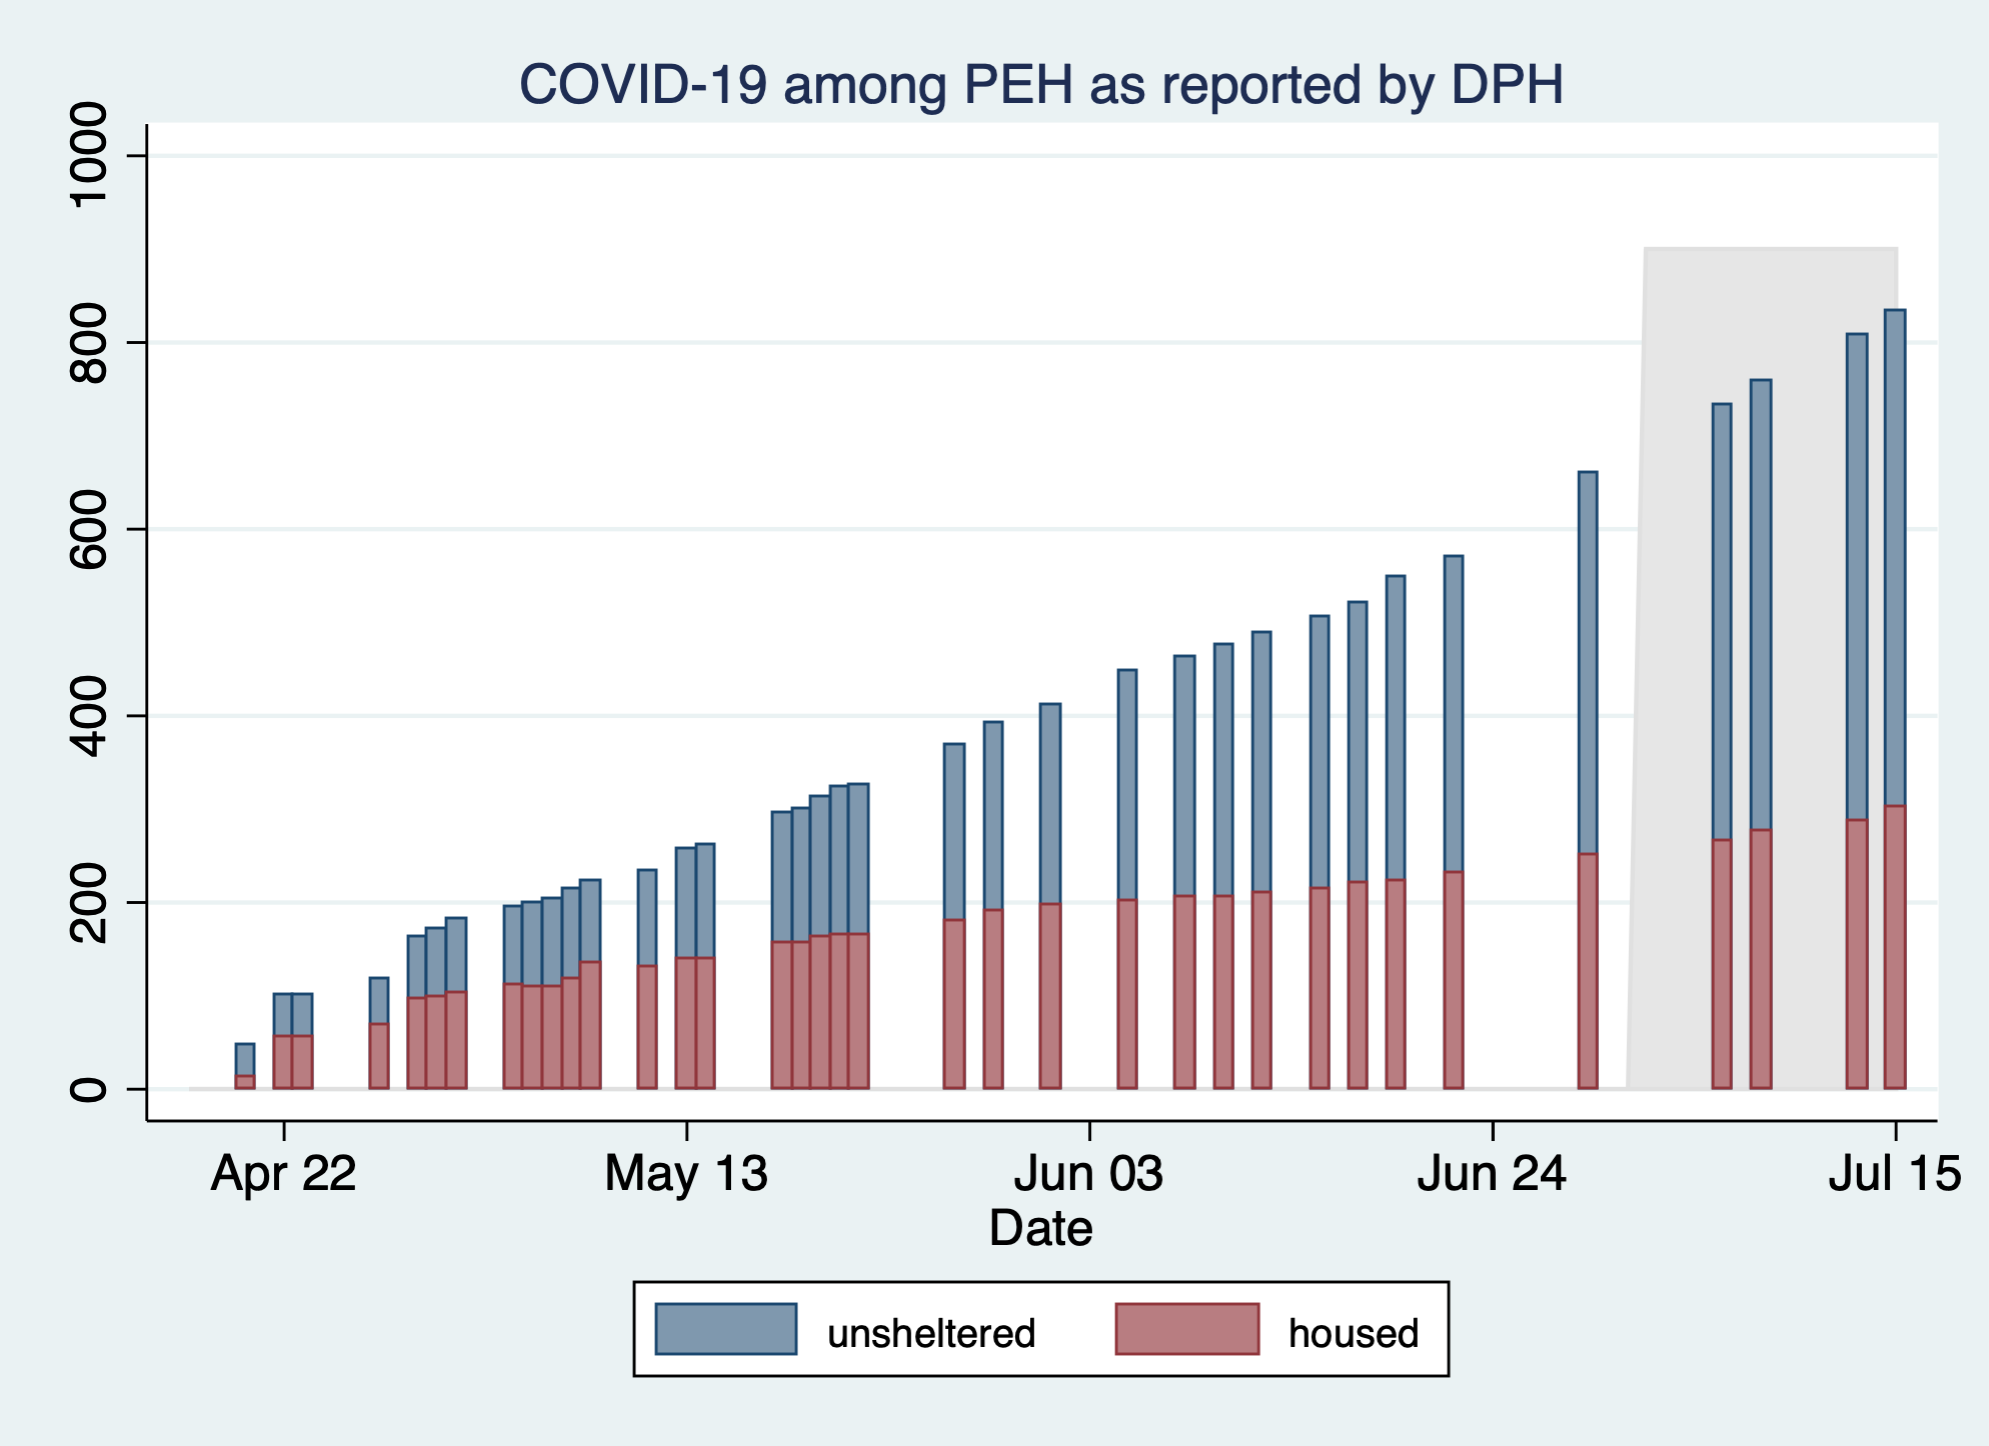 COVID-19 among PEH as reported by DPH
1000
800
600
400
200
0
Apr 22 May 13 Jun 03 Jun 24 Jul 15
Date
unsheltered housed